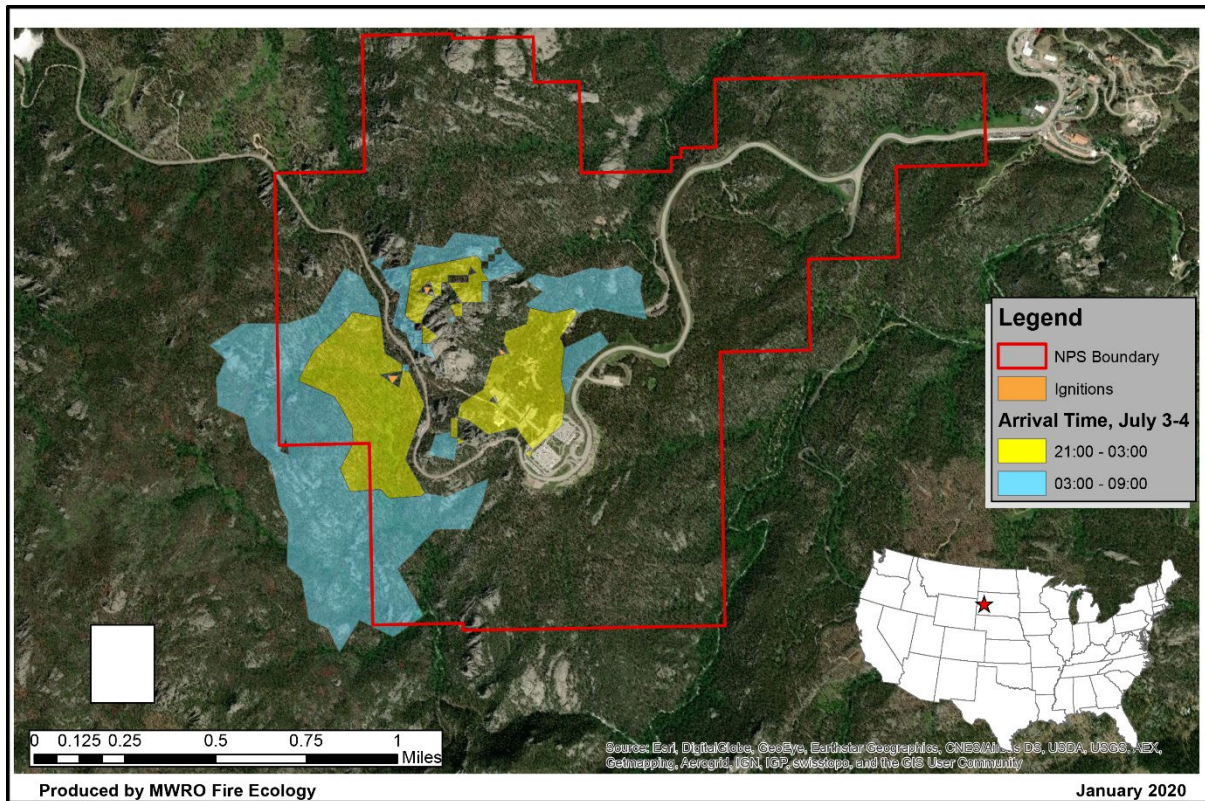 Legend
NPS Boundary
Ignitions
Arrival Time, July 3-4
21:00 - 03:00
03:00 - 09:00
0 0.125 0.25 0.5 0.75 1
Miles
Source: Esri, DigitalGlobe, GeoEye, Earthstar Geographics, CNES/Airbus DS, USDA, USGS, AEX,
Getmapping, Aerogrid, IGN, IGP, swisstopo, and the GIS User Community
Produced by MWRO Fire Ecology
January 2020